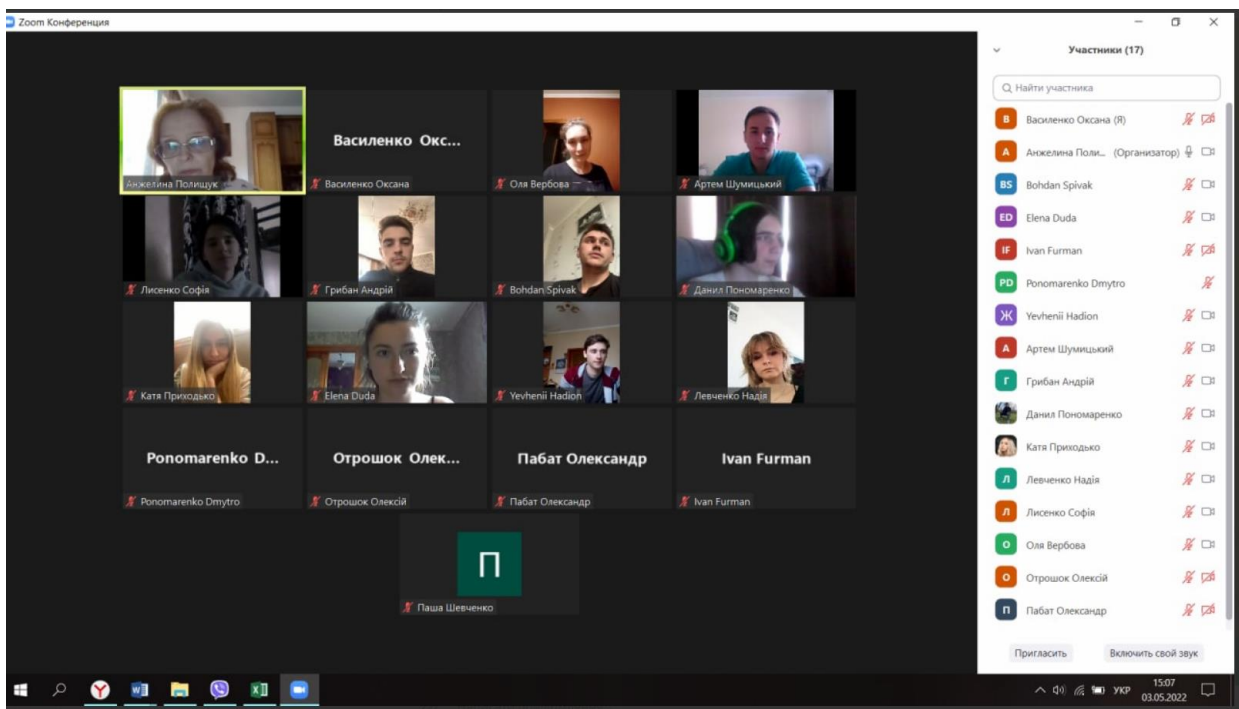 Zoom Конференция
Анжелина Полищук
Василенко Окс...
Василенко Оксана
Оля Вербова
Артем Шумицький
Лисенко Софія
Грибан Андрій
Bohdan Spivak
Данил Пономаренко
Катя Приходько
Elena Duda
Yevhenii Hadion
Левченко Надія
Ponomarenko D...
Ponomarenko Dmytro
Отрошок Олек...
Отрошок Олексій
Пабат Олександр
Пабат Олександр
Ivan Furman
Ivan Furman
П
Паша Шевченко
Участники (17)
Найти участника
В Василенко Оксана (Я)
А Анжелина Поли... (Организатор)
BS Bohdan Spivak
ED Elena Duda
IF Ivan Furman
PD Ponomarenko Dmytro
Ж Yevhenii Hadion
А Артем Шумицький
Г Грибан Андрій
Данил Пономаренко
Катя Приходько
Л Левченко Надія
Л Лисенко Софія
О Оля Вербова
О Отрошок Олексій
П Пабат Олександр
Пригласить Включить свой звук
УКР
15:07
03.05.2022